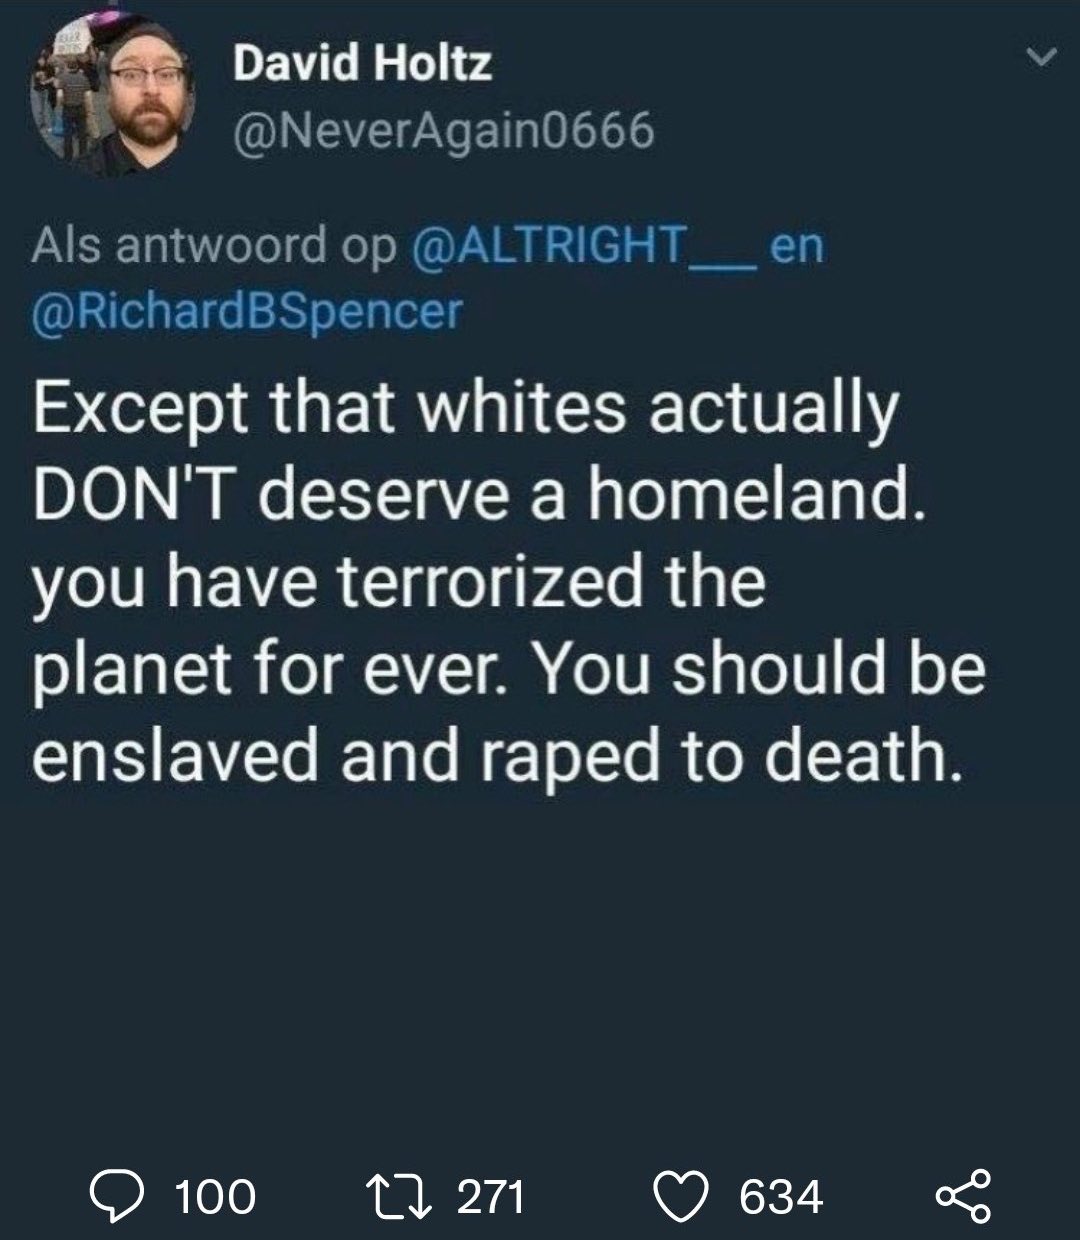 David Holtz
@NeverAgain0666
Als antwoord op @ALTRIGHT___ en
@RichardBSpencer
Except that whites actually
DON'T deserve a homeland.
you have terrorized the
planet for ever. You should be
enslaved and raped to death.
100 271 634